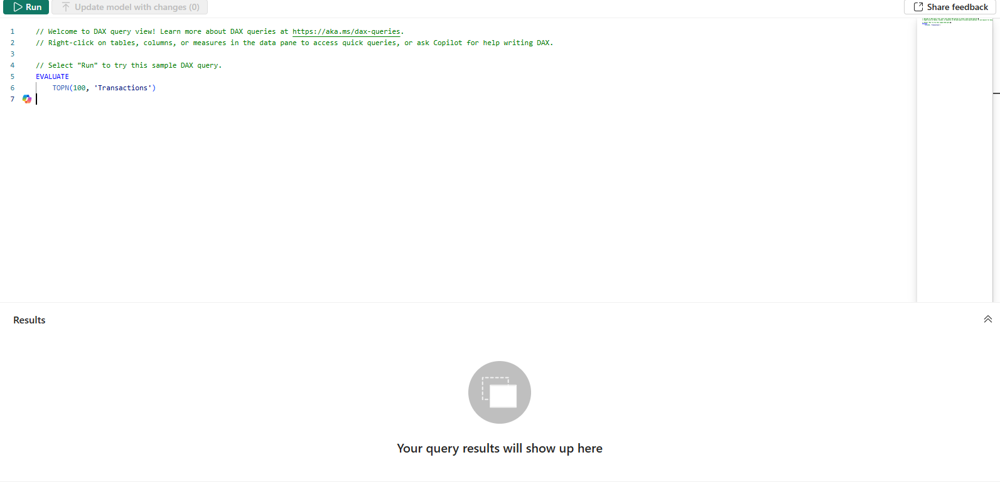 Run
Update model with changes (0)
Share feedback
1 // Welcome to DAX query view! Learn more about DAX queries at https://aka.ms/dax-queries.
2 // Right-click on tables, columns, or measures in the data pane to access quick queries, or ask Copilot for help writing DAX.
3
4 // Select "Run" to try this sample DAX query.
5 EVALUATE
6     TOPN(100, 'Transactions')
7
Results
Your query results will show up here